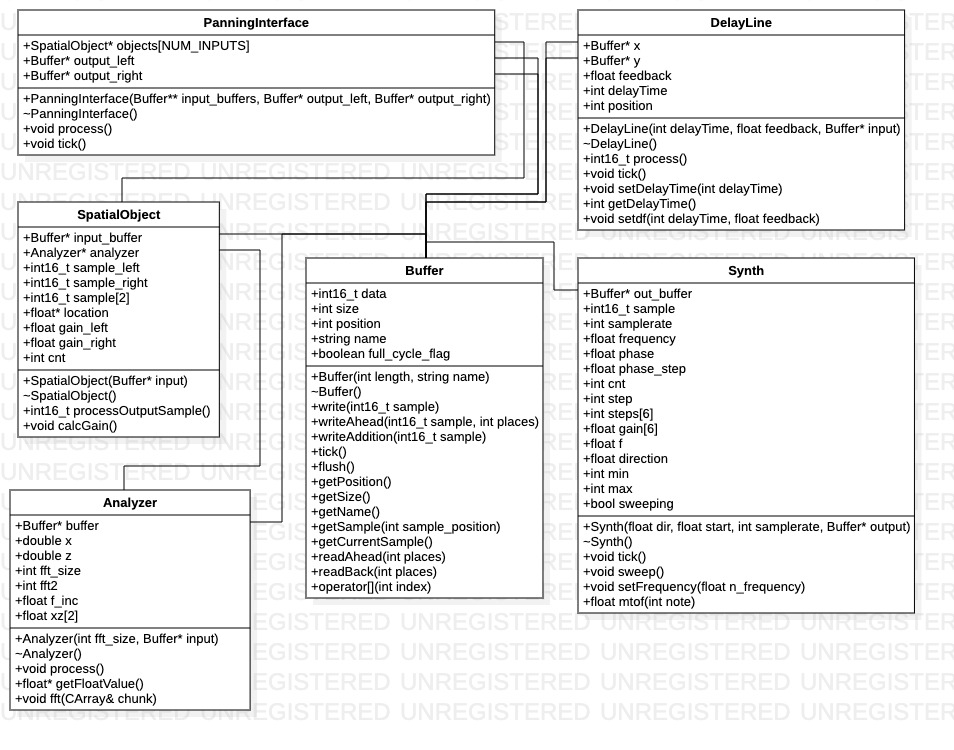 PanningInterface
+SpatialObject* objects[NUM_INPUTS]
+Buffer* output_left
+Buffer* output_right
+PanningInterface(Buffer** input_buffers, Buffer* output_left, Buffer* output_right)
~PanningInterface()
+void process()
+void tick()
DelayLine
+Buffer* x
+Buffer* y
+float feedback
+int delayTime
+int position
+DelayLine(int delayTime, float feedback, Buffer* input)
~DelayLine()
+int16_t process()
+void tick()
+void setDelayTime(int delayTime)
+int getDelayTime()
+void setdf(int delayTime, float feedback)
SpatialObject
+Buffer* input_buffer
+Analyzer* analyzer
+int16_t sample_left
+int16_t sample_right
+int16_t sample[2]
+float* location
+float gain_left
+float gain_right
+int cnt
+SpatialObject(Buffer* input)
~SpatialObject()
+int16_t processOutputSample()
+void calcGain()
Buffer
+int16_t data
+int size
+int position
+string name
+boolean full_cycle_flag
+Buffer(int length, string name)
~Buffer()
+write(int16_t sample)
+writeAhead(int16_t sample, int places)
+writeAddition(int16_t sample)
+tick()
+flush()
+getPosition()
+getSize()
+getName()
+getSample(int sample_position)
+getCurrentSample()
+readAhead(int places)
+readBack(int places)
+operator[](int index)
Synth
+Buffer* out_buffer
+int16_t sample
+int samplerate
+float frequency
+float phase
+float phase_step
+int cnt
+int step
+int steps[6]
+float gain[6]
+float f
+float direction
+int min
+int max
+bool sweeping
+Synth(float dir, float start, int samplerate, Buffer* output)
~Synth()
+void tick()
+void sweep()
+void setFrequency(float n_frequency)
+float mtof(int note)
Analyzer
+Buffer* buffer
+double x
+double z
+int fft_size
+int fft2
+float f_inc
+float xz[2]
+Analyzer(int fft_size, Buffer* input)
~Analyzer()
+void process()
+float* getFloatValue()
+void fft(CArray& chunk)
UNREGISTERED